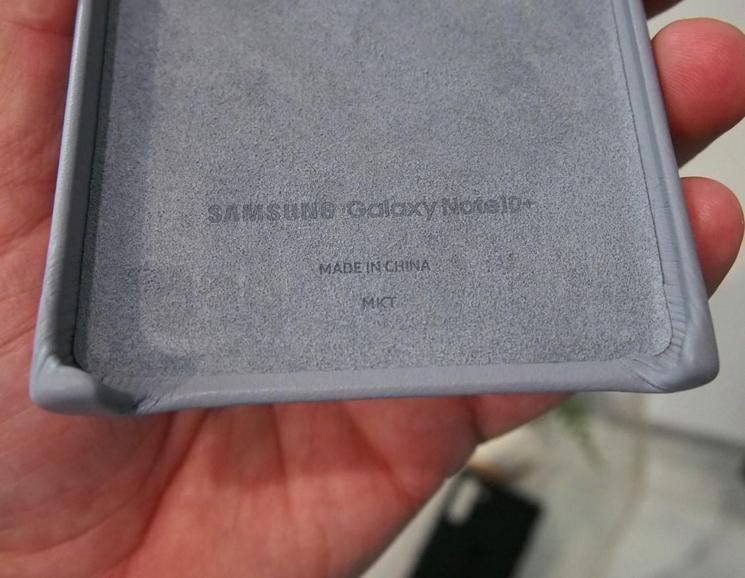 SAMSUNG Galaxy Note10+
MADE IN CHINA
MKT